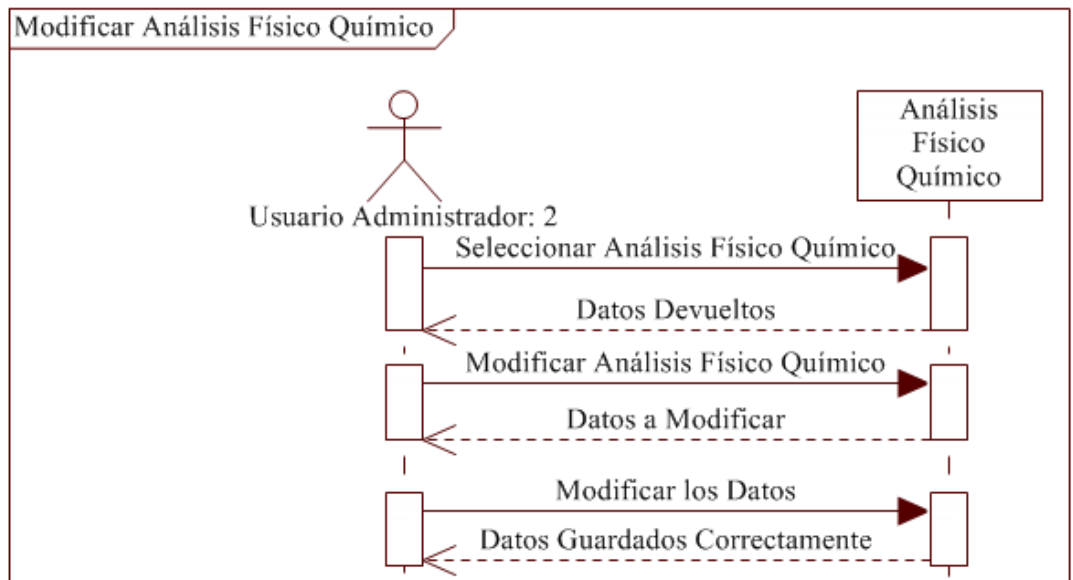 Modificar Análisis Físico Químico
Análisis
Físico
Químico
Usuario Administrador: 2
Seleccionar Análisis Físico Químico
Datos Devueltos
Modificar Análisis Físico Químico
Datos a Modificar
Modificar los Datos
Datos Guardados Correctamente